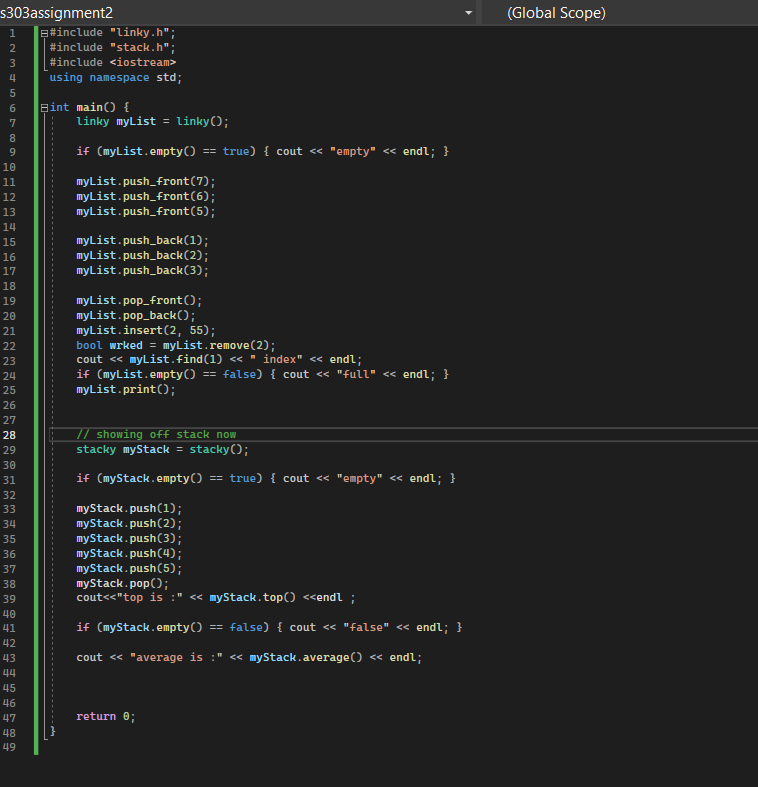 s303assignment2 (Global Scope)
1 #include "linky.h";
2 #include "stack.h";
3 #include <iostream>
4 using namespace std;
5
6 int main() {
7 linky myList = linky();
8
9 if (myList.empty() == true) { cout << "empty" << endl; }
10
11 myList.push_front(7);
12 myList.push_front(6);
13 myList.push_front(5);
14
15 myList.push_back(1);
16 myList.push_back(2);
17 myList.push_back(3);
18
19 myList.pop_front();
20 myList.pop_back();
21 myList.insert(2, 55);
22 bool wrked = myList.remove(2);
23 cout << myList.find(1) << " index" << endl;
24 if (myList.empty() == false) { cout << "full" << endl; }
25 myList.print();
26
27
28 // showing off stack now
29 stacky myStack = stacky();
30
31 if (myStack.empty() == true) { cout << "empty" << endl; }
32
33 myStack.push(1);
34 myStack.push(2);
35 myStack.push(3);
36 myStack.push(4);
37 myStack.push(5);
38 myStack.pop();
39 cout<<"top is :" << myStack.top() <<endl ;
40
41 if (myStack.empty() == false) { cout << "false" << endl; }
42
43 cout << "average is :" << myStack.average() << endl;
44
45
46
47 return 0;
48 }
49